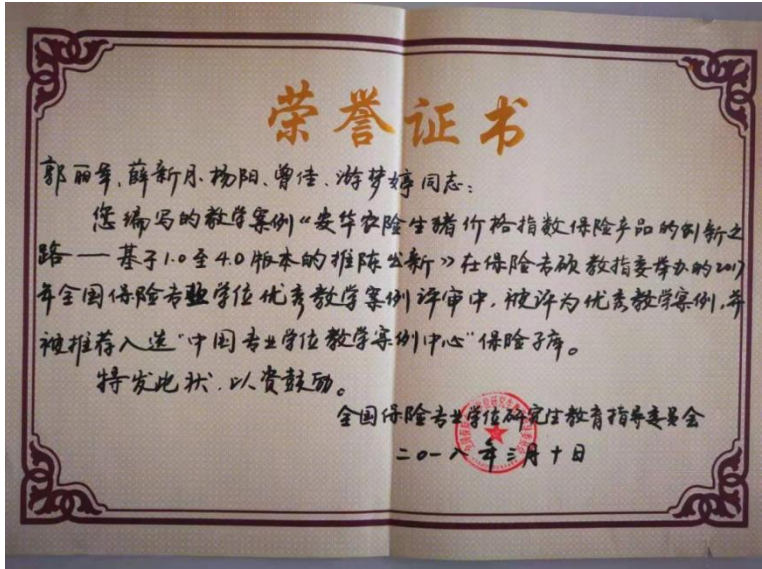 荣誉证书
郭丽军、薛新月、杨阳、曾佳、游梦婷同志：
您编写的教学案例《安华农险生猪价格指数保险产品的创新之
路——基于1.0至4.0版本的推陈出新》在保险专硕教指委举办的2017
年全国保险专业学位优秀教学案例评审中，被评为优秀教学案例，并
被推荐入选“中国专业学位教学案例中心”保险子库。
特发此状，以资鼓励。
全国保险专业学位研究生教育指导委员会
二〇一八年三月十日